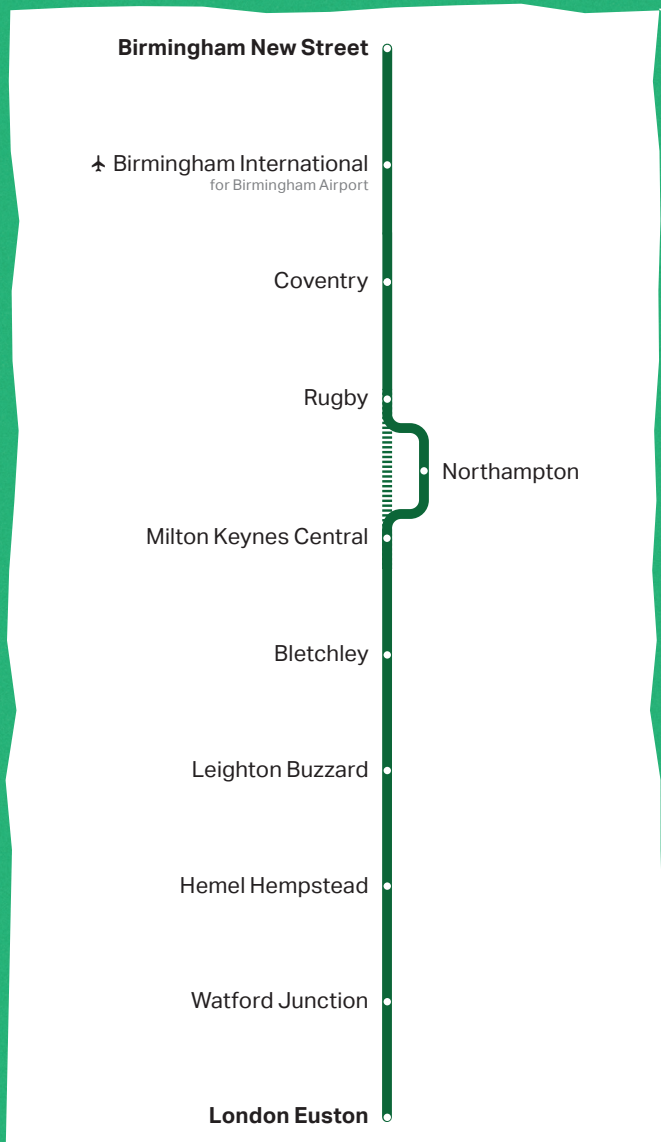 Birmingham New Street
Birmingham International
for Birmingham Airport
Coventry
Rugby
Northampton
Milton Keynes Central
Bletchley
Leighton Buzzard
Hemel Hempstead
Watford Junction
London Euston